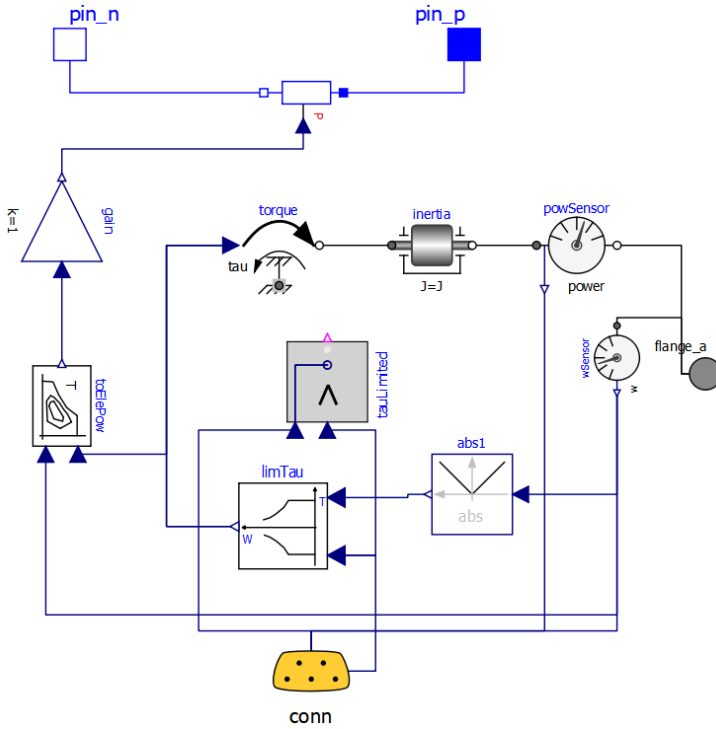 pin_n
pin_p
P
gain
k=1
torque
inertia
powSensor
tau
J=J
power
wSensor
w
flange_a
T
toElePow
tauLimited
<
limTau
abs1
T
W
abs
conn